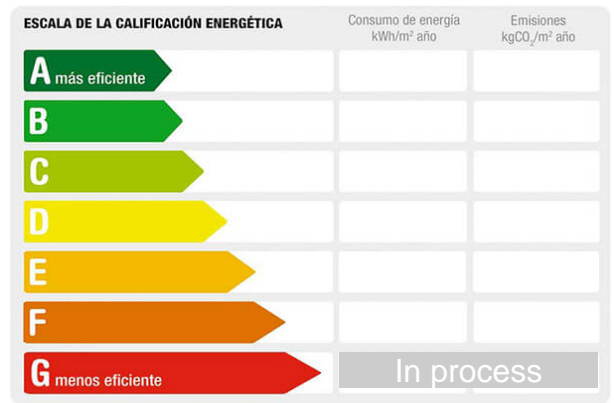 ESCALA DE LA CALIFICACIÓN ENERGÉTICA
Consumo de energía
kWh/m² año
Emisiones
kgCO₂/m² año
A más eficiente
B
C
D
E
F
G menos eficiente
In process